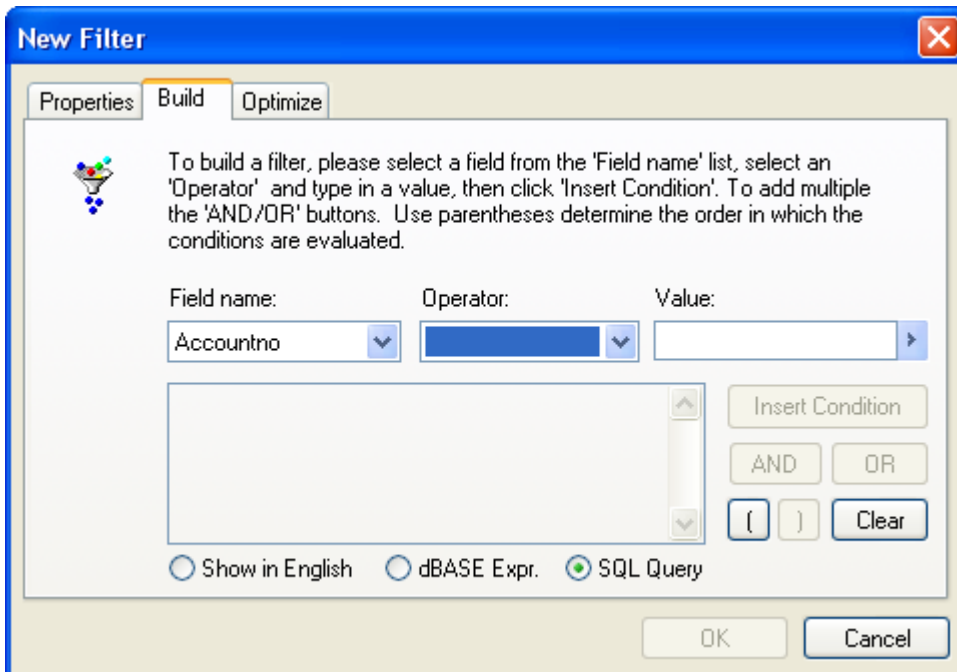 New Filter
Properties Build Optimize
To build a filter, please select a field from the 'Field name' list, select an
'Operator' and type in a value, then click 'Insert Condition'. To add multiple
the 'AND/OR' buttons. Use parentheses determine the order in which the
conditions are evaluated.
Field name: Operator: Value:
Accountno
Insert Condition
AND OR
( ) Clear
Show in English dBASE Expr. SQL Query
OK Cancel